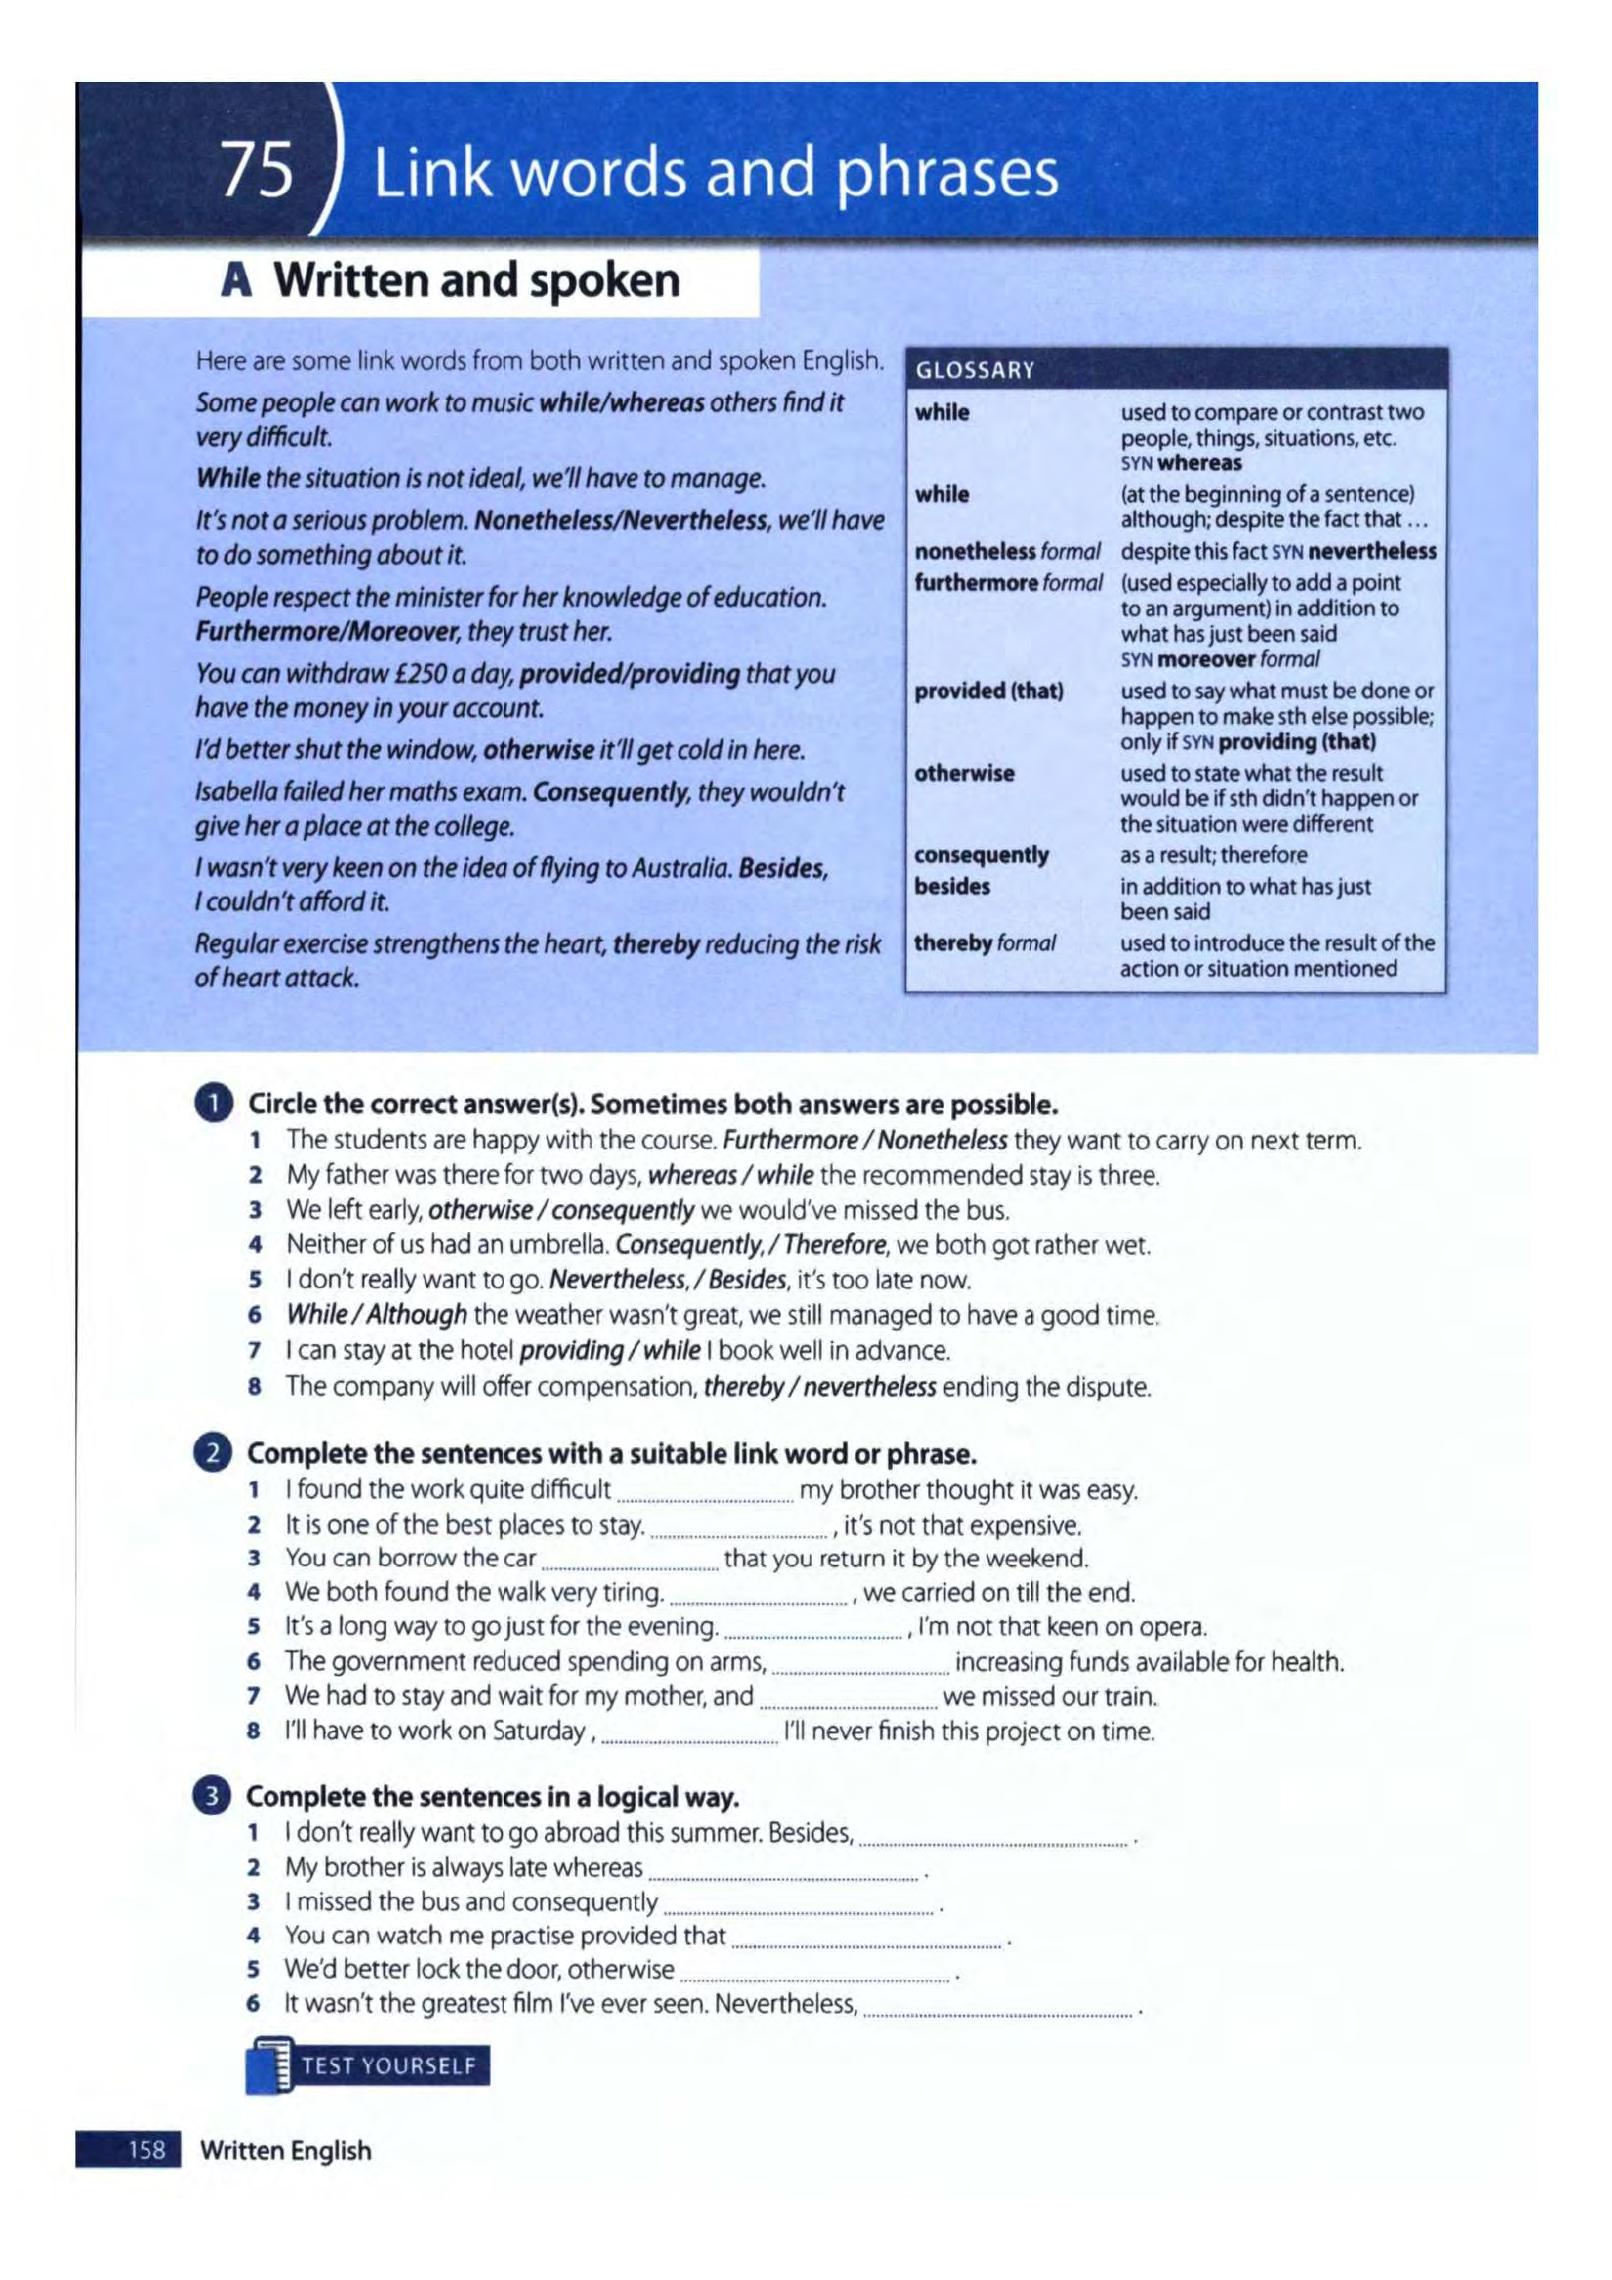 75 Link words and phrases
A Written and spoken
Here are some link words from both written and spoken English.
Some people can work to music while/whereas others find it
very difficult.
While the situation is not ideal, we'll have to manage.
It's not a serious problem. Nonetheless/Nevertheless, we'll have
to do something about it.
People respect the minister for her knowledge of education.
Furthermore/Moreover, they trust her.
You can withdraw £250 a day, provided/providing that you
have the money in your account.
I'd better shut the window, otherwise it'll get cold in here.
Isabella failed her maths exam. Consequently, they wouldn't
give her a place at the college.
I wasn't very keen on the idea of flying to Australia. Besides,
I couldn't afford it.
Regular exercise strengthens the heart, thereby reducing the risk
of heart attack.
GLOSSARY
while used to compare or contrast two
people, things, situations, etc.
SYN whereas
while (at the beginning of a sentence)
although; despite the fact that ...
nonetheless formal despite this fact SYN nevertheless
furthermore formal (used especially to add a point
to an argument) in addition to
what has just been said
SYN moreover formal
provided (that) used to say what must be done or
happen to make sth else possible;
only if SYN providing (that)
otherwise used to state what the result
would be if sth didn't happen or
the situation were different
consequently as a result; therefore
besides in addition to what has just
been said
thereby formal used to introduce the result of the
action or situation mentioned
1 Circle the correct answer(s). Sometimes both answers are possible.
1 The students are happy with the course. Furthermore / Nonetheless they want to carry on next term.
2 My father was there for two days, whereas / while the recommended stay is three.
3 We left early, otherwise / consequently we would've missed the bus.
4 Neither of us had an umbrella. Consequently, / Therefore, we both got rather wet.
5 I don't really want to go. Nevertheless, / Besides, it's too late now.
6 While / Although the weather wasn't great, we still managed to have a good time.
7 I can stay at the hotel providing / while I book well in advance.
8 The company will offer compensation, thereby / nevertheless ending the dispute.
2 Complete the sentences with a suitable link word or phrase.
1 I found the work quite difficult ........................ my brother thought it was easy.
2 It is one of the best places to stay. ........................ , it's not that expensive.
3 You can borrow the car ........................ that you return it by the weekend.
4 We both found the walk very tiring. ........................ , we carried on till the end.
5 It's a long way to go just for the evening. ........................ , I'm not that keen on opera.
6 The government reduced spending on arms, ........................ increasing funds available for health.
7 We had to stay and wait for my mother, and ........................ we missed our train.
8 I'll have to work on Saturday, ........................ I'll never finish this project on time.
3 Complete the sentences in a logical way.
1 I don't really want to go abroad this summer. Besides, .................................... .
2 My brother is always late whereas .................................... .
3 I missed the bus and consequently .................................... .
4 You can watch me practise provided that .................................... .
5 We'd better lock the door, otherwise .................................... .
6 It wasn't the greatest film I've ever seen. Nevertheless, .................................... .
TEST YOURSELF
158 Written English